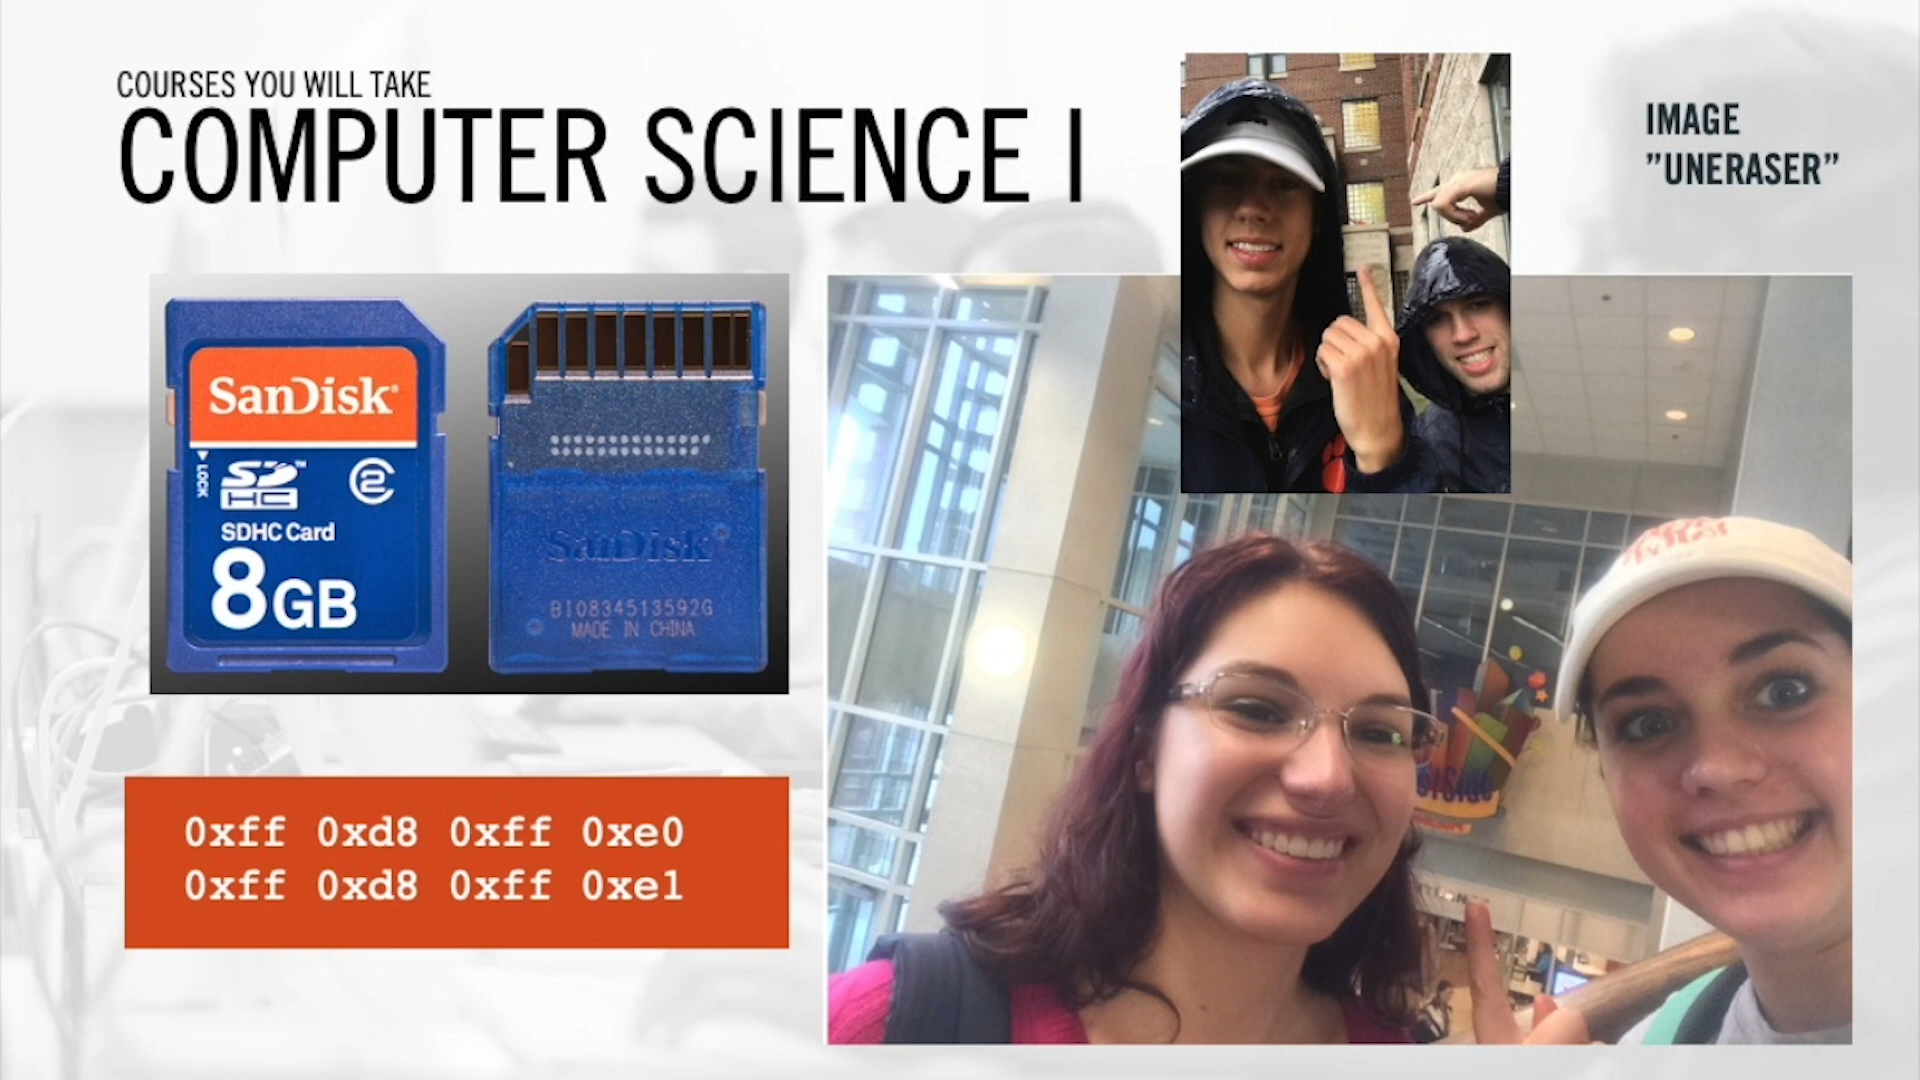 COURSES YOU WILL TAKE
COMPUTER SCIENCE I
IMAGE
”UNERASER”
SanDisk®
LOCK
SD™
HC
2
SDHC Card
8GB
SanDisk®
BI0834513592G
MADE IN CHINA
0xff 0xd8 0xff 0xe0
0xff 0xd8 0xff 0xe1